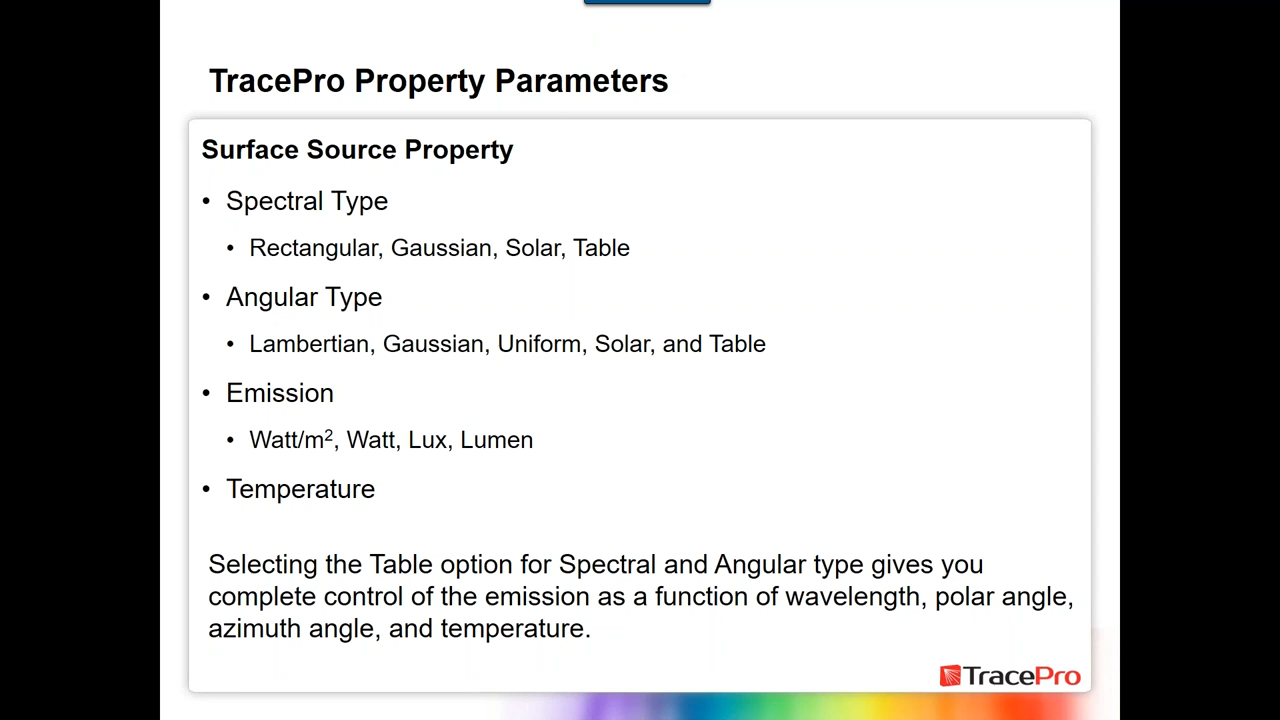 TracePro Property Parameters
Surface Source Property
• Spectral Type
• Rectangular, Gaussian, Solar, Table
• Angular Type
• Lambertian, Gaussian, Uniform, Solar, and Table
• Emission
• Watt/m², Watt, Lux, Lumen
• Temperature
Selecting the Table option for Spectral and Angular type gives you
complete control of the emission as a function of wavelength, polar angle,
azimuth angle, and temperature.
TracePro